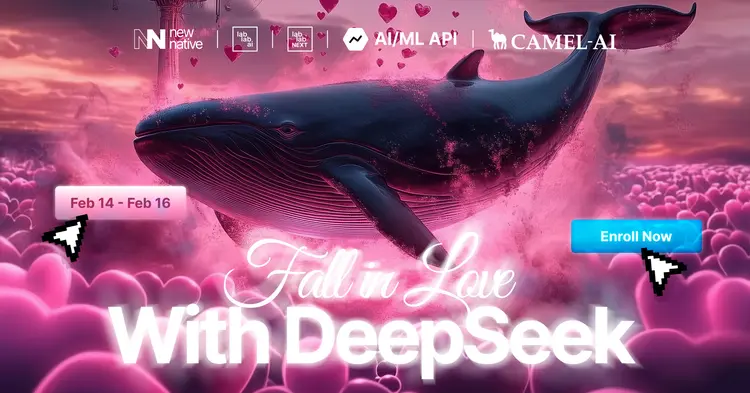 new native
lab lab .ai
lab lab NEXT
AI/ML API
CAMEL-AI
Feb 14 - Feb 16
Enroll Now
Fall in Love
With DeepSeek